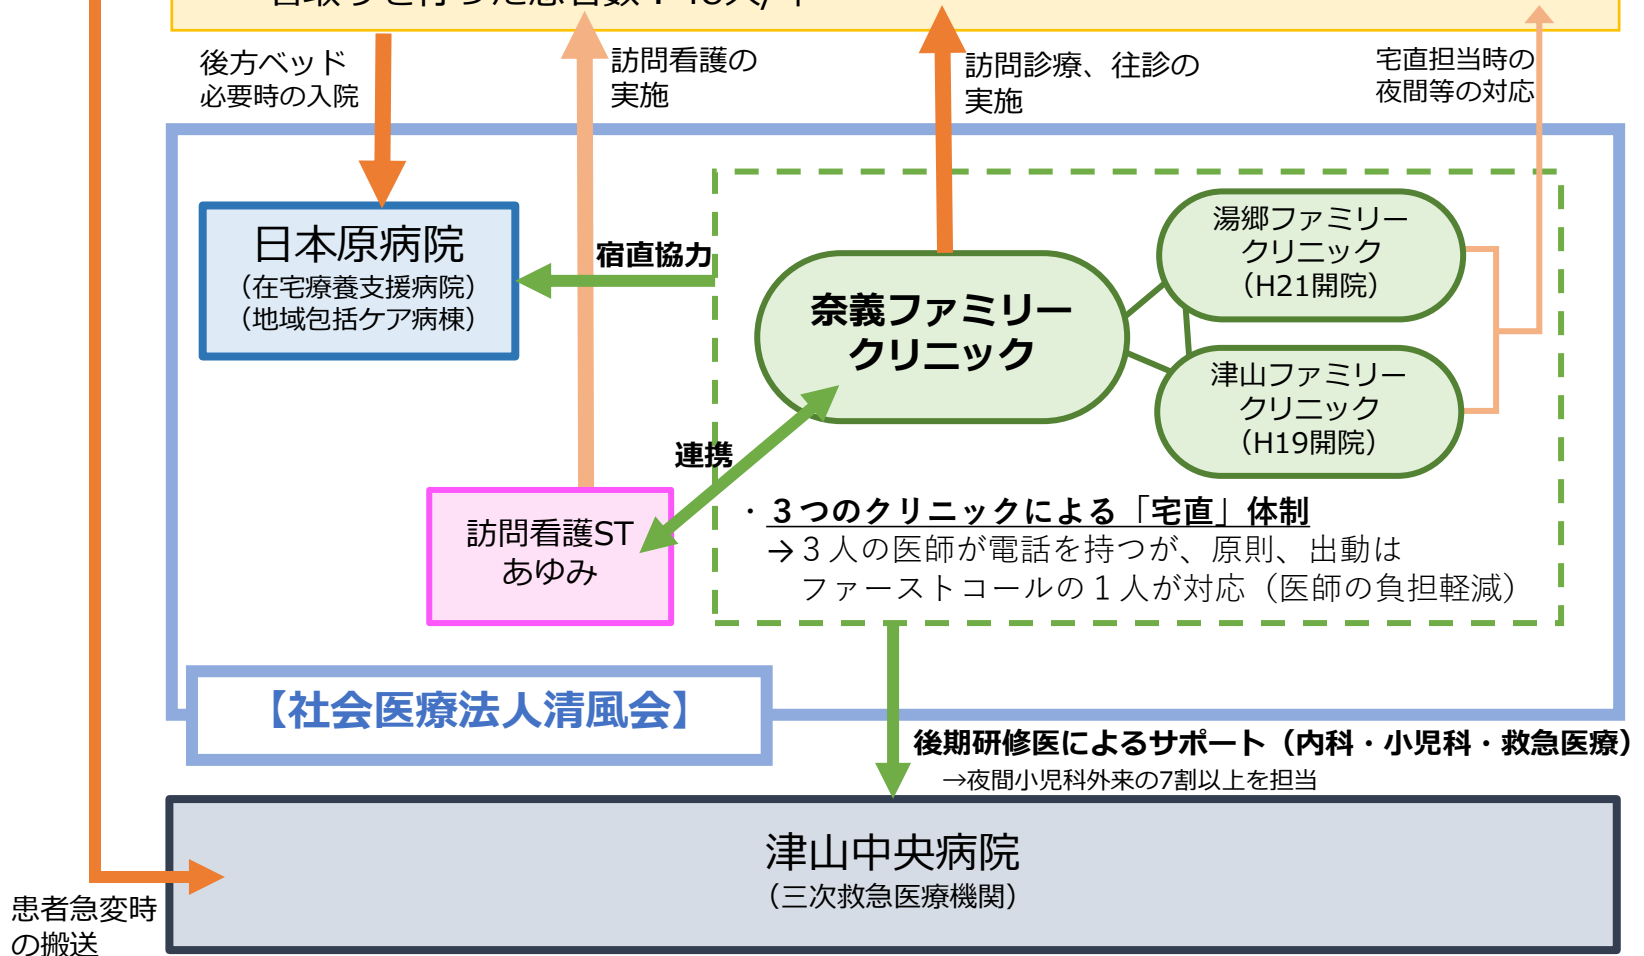 後方ベッド
必要時の入院
訪問看護の
実施
訪問診療、往診の
実施
宅直担当時の
夜間等の対応
日本原病院
（在宅療養支援病院）
（地域包括ケア病棟）
宿直協力
奈義ファミリー
クリニック
湯郷ファミリー
クリニック
（H21開院）
津山ファミリー
クリニック
（H19開院）
連携
訪問看護ST
あゆみ
・３つのクリニックによる「宅直」体制
→３人の医師が電話を持つが、原則、出動は
ファーストコールの１人が対応（医師の負担軽減）
【社会医療法人清風会】
後期研修医によるサポート（内科・小児科・救急医療）
→夜間小児科外来の7割以上を担当
津山中央病院
（三次救急医療機関）
患者急変時
の搬送